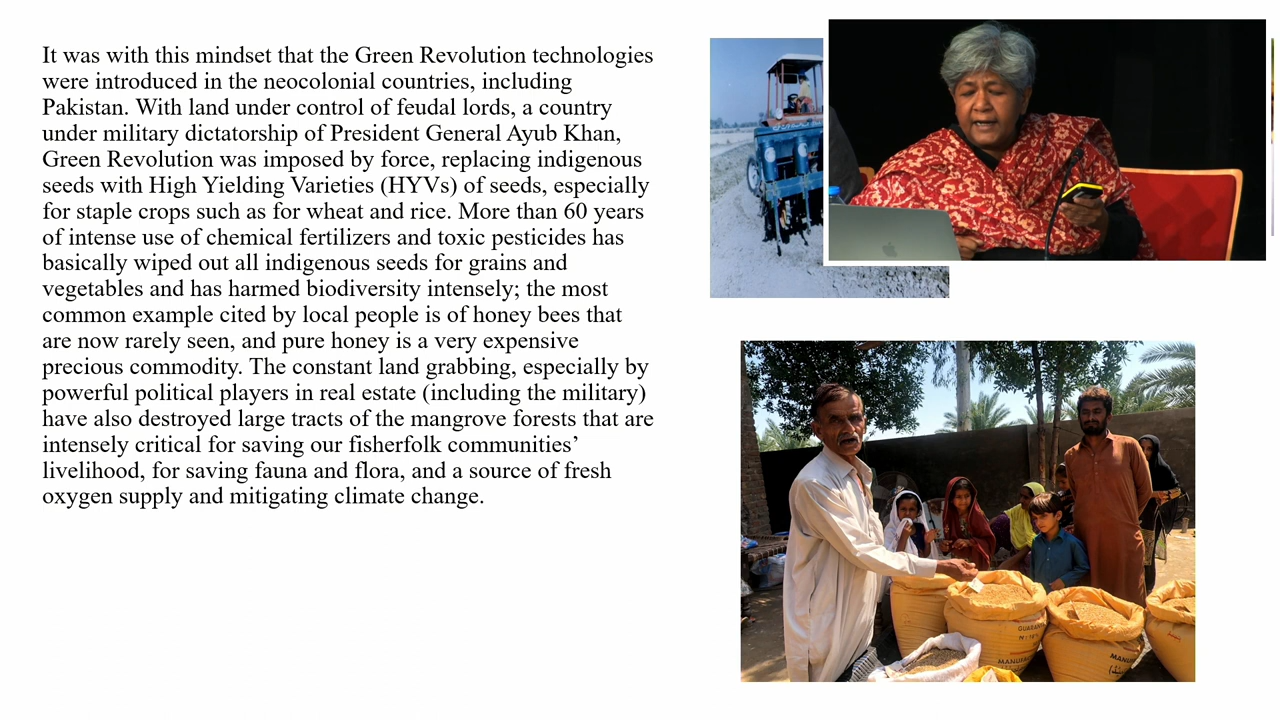 It was with this mindset that the Green Revolution technologies
were introduced in the neocolonial countries, including
Pakistan. With land under control of feudal lords, a country
under military dictatorship of President General Ayub Khan,
Green Revolution was imposed by force, replacing indigenous
seeds with High Yielding Varieties (HYVs) of seeds, especially
for staple crops such as for wheat and rice. More than 60 years
of intense use of chemical fertilizers and toxic pesticides has
basically wiped out all indigenous seeds for grains and
vegetables and has harmed biodiversity intensely; the most
common example cited by local people is of honey bees that
are now rarely seen, and pure honey is a very expensive
precious commodity. The constant land grabbing, especially by
powerful political players in real estate (including the military)
have also destroyed large tracts of the mangrove forests that are
intensely critical for saving our fisherfolk communities’
livelihood, for saving fauna and flora, and a source of fresh
oxygen supply and mitigating climate change.